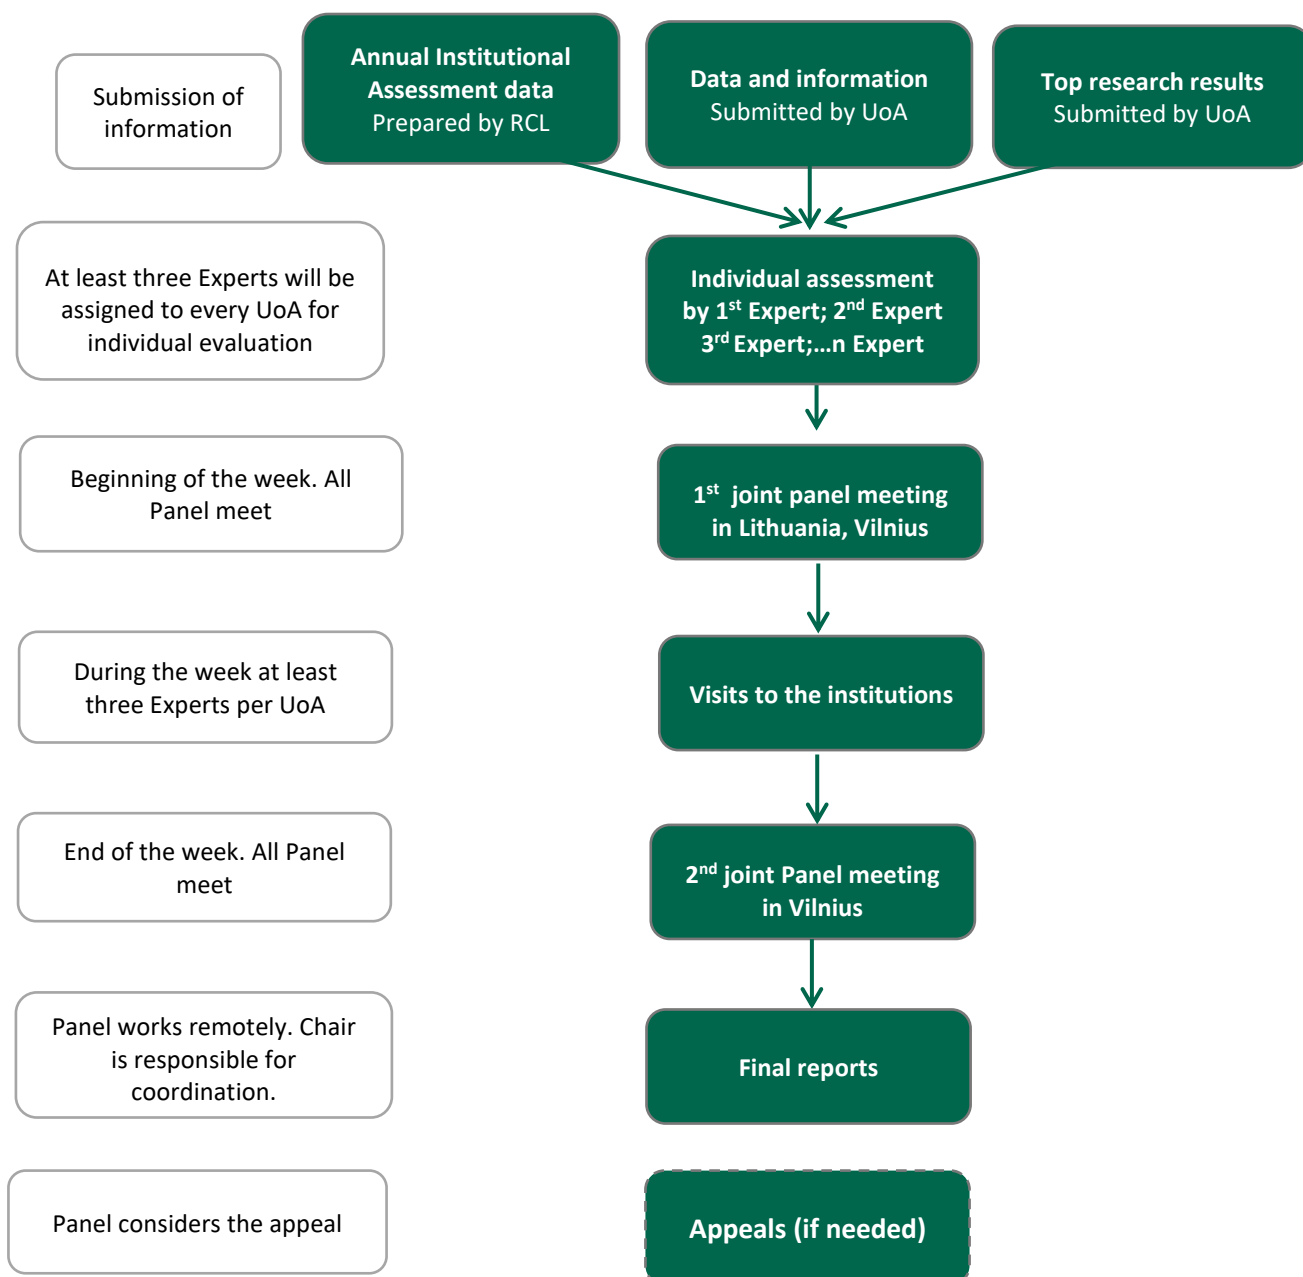 Submission of
information
Annual Institutional
Assessment data
Prepared by RCL
Data and information
Submitted by UoA
Top research results
Submitted by UoA
At least three Experts will be
assigned to every UoA for
individual evaluation
Individual assessment
by 1st Expert; 2nd Expert
3rd Expert;...n Expert
Beginning of the week. All
Panel meet
1st joint panel meeting
in Lithuania, Vilnius
During the week at least
three Experts per UoA
Visits to the institutions
End of the week. All Panel
meet
2nd joint Panel meeting
in Vilnius
Panel works remotely. Chair
is responsible for
coordination.
Final reports
Panel considers the appeal
Appeals (if needed)